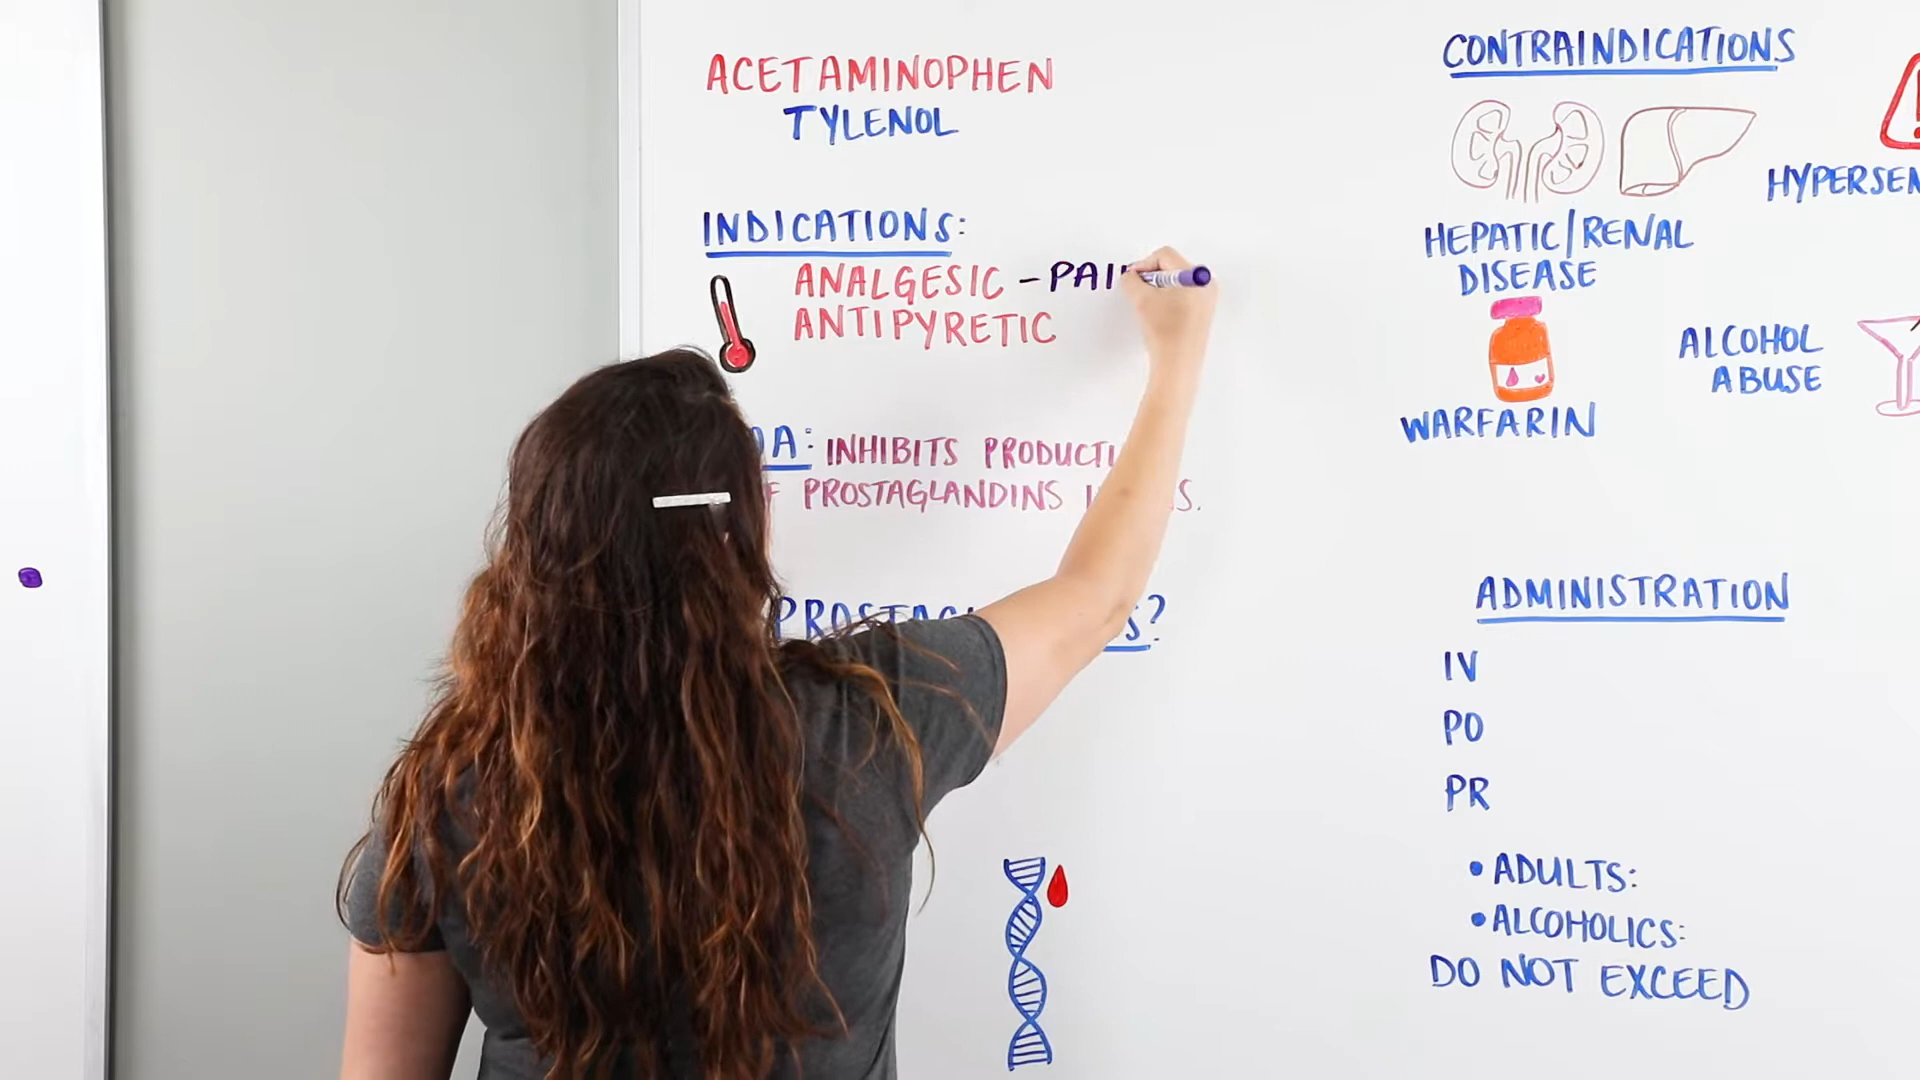 ACETAMINOPHEN
TYLENOL
INDICATIONS:
ANALGESIC - PAI
ANTIPYRETIC
A: INHIBITS PRODUCTI
F PROSTAGLANDINS
S?
CONTRAINDICATIONS
HYPERSEN
HEPATIC/RENAL
DISEASE
ALCOHOL
ABUSE
WARFARIN
ADMINISTRATION
IV
PO
PR
• ADULTS:
• ALCOHOLICS:
DO NOT EXCEED